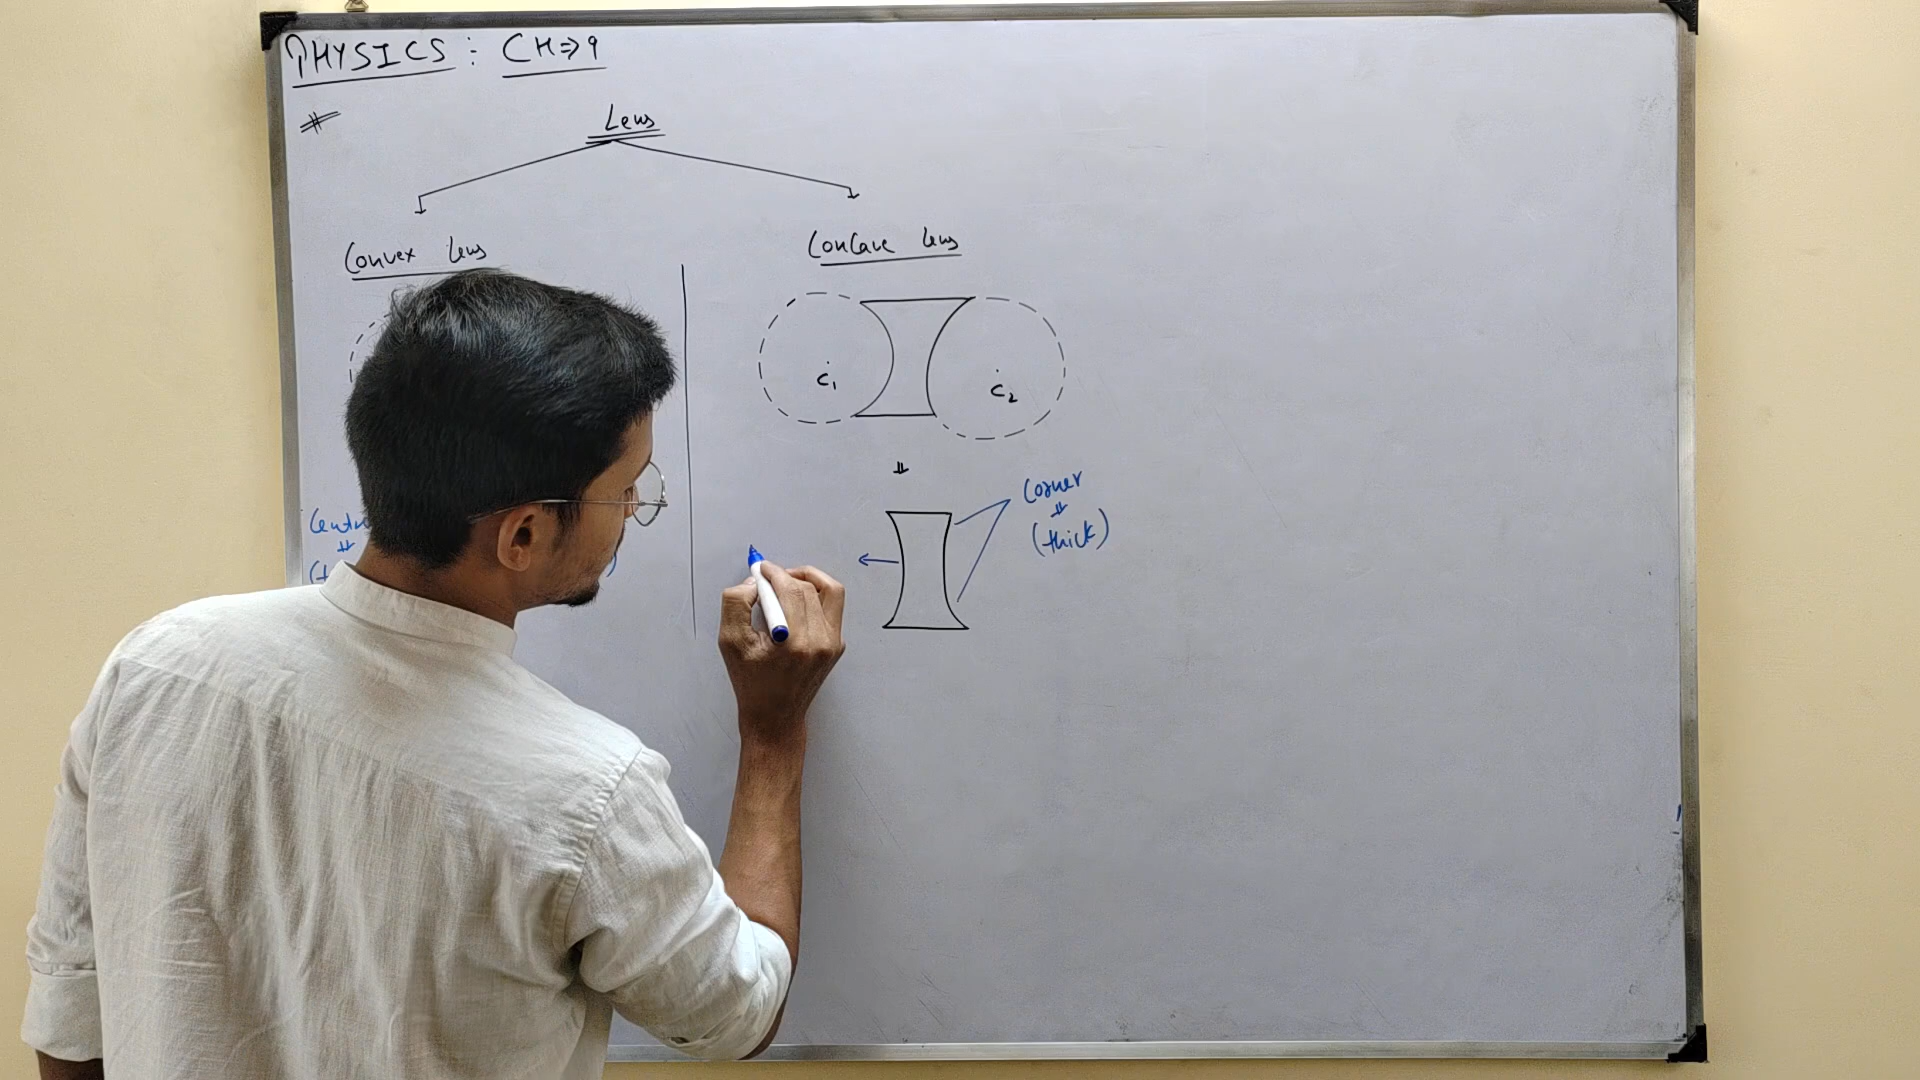 PHYSICS : CH⇒9
#
Lens
Convex lens
Concave lens
C₁
C₂
Corner
⇓
(thick)